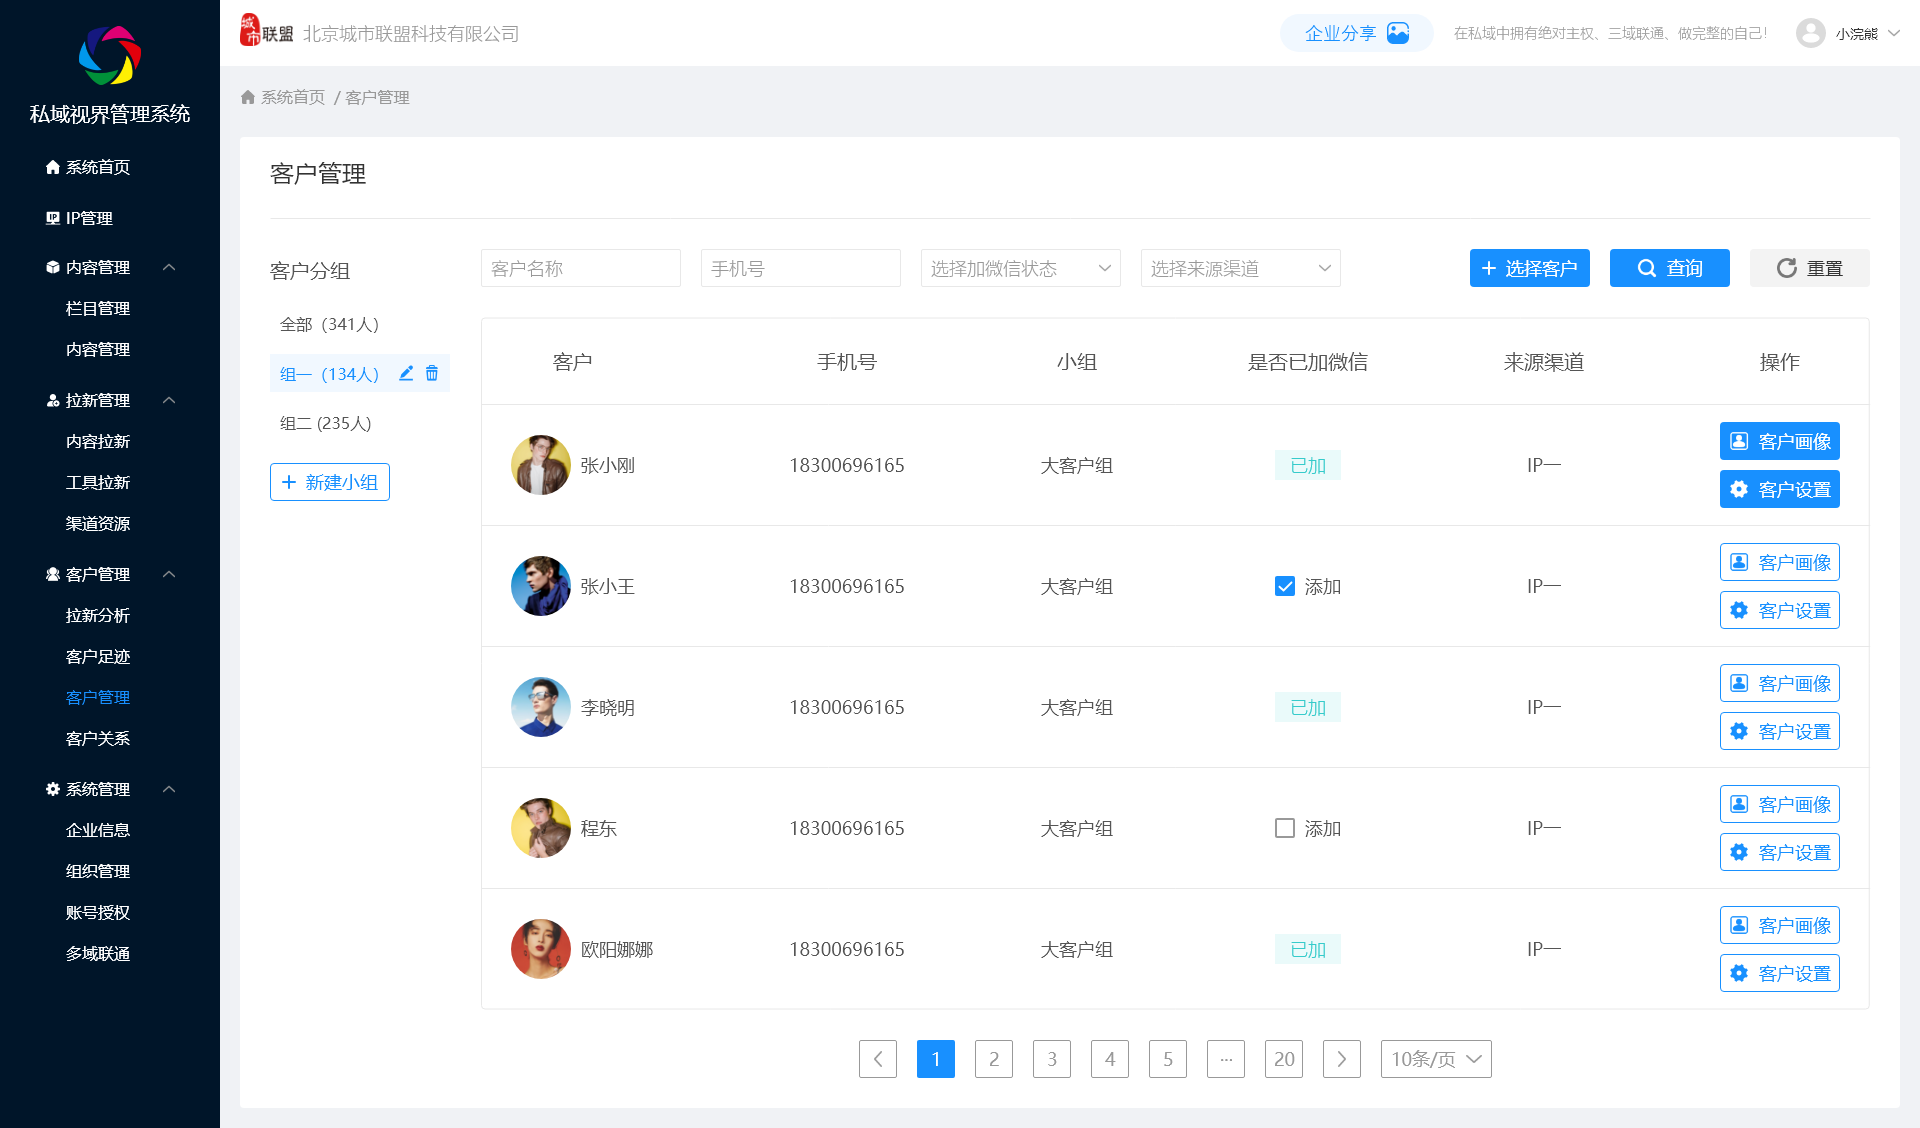 城市联盟 北京城市联盟科技有限公司
企业分享
在私域中拥有绝对主权、三域联通、做完整的自己！
小浣熊
私域视界管理系统
系统首页
IP管理
内容管理
栏目管理
内容管理
拉新管理
内容拉新
工具拉新
渠道资源
客户管理
拉新分析
客户足迹
客户管理
客户关系
系统管理
企业信息
组织管理
账号授权
多域联通
系统首页 / 客户管理
客户管理
客户分组
全部（341人）
组一（134人）
组二 (235人)
新建小组
客户名称
手机号
选择加微信状态
选择来源渠道
选择客户
查询
重置
客户 手机号 小组 是否已加微信 来源渠道 操作
张小刚 18300696165 大客户组 已加 IP一 客户画像
客户设置
张小王 18300696165 大客户组 添加 IP一 客户画像
客户设置
李晓明 18300696165 大客户组 已加 IP一 客户画像
客户设置
程东 18300696165 大客户组 添加 IP一 客户画像
客户设置
欧阳娜娜 18300696165 大客户组 已加 IP一 客户画像
客户设置
1 2 3 4 5 ··· 20 10条/页